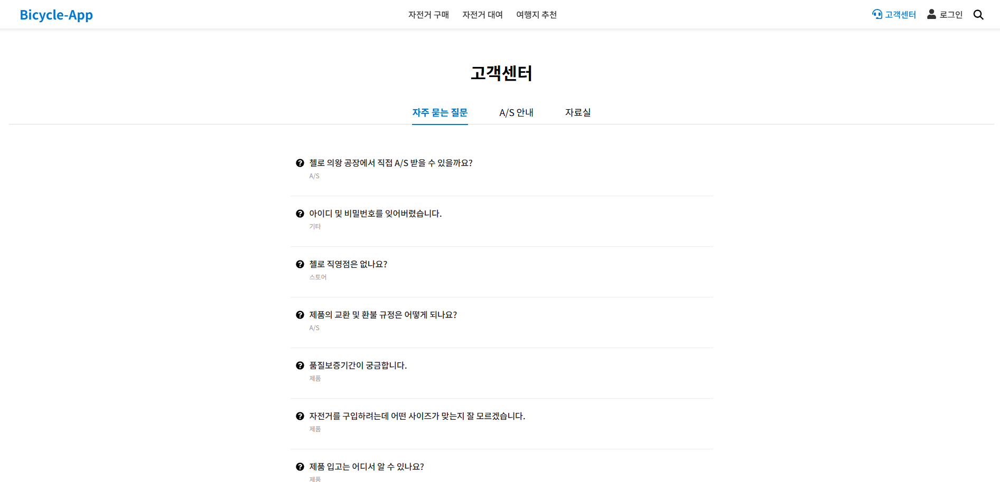 Bicycle-App
자전거 구매 자전거 대여 여행지 추천
고객센터 로그인
고객센터
자주 묻는 질문 A/S 안내 자료실
첼로 의왕 공장에서 직접 A/S 받을 수 있을까요?
A/S
아이디 및 비밀번호를 잊어버렸습니다.
기타
첼로 직영점은 없나요?
스토어
제품의 교환 및 환불 규정은 어떻게 되나요?
A/S
품질보증기간이 궁금합니다.
제품
자전거를 구입하려는데 어떤 사이즈가 맞는지 잘 모르겠습니다.
제품
제품 입고는 어디서 알 수 있나요?
제품